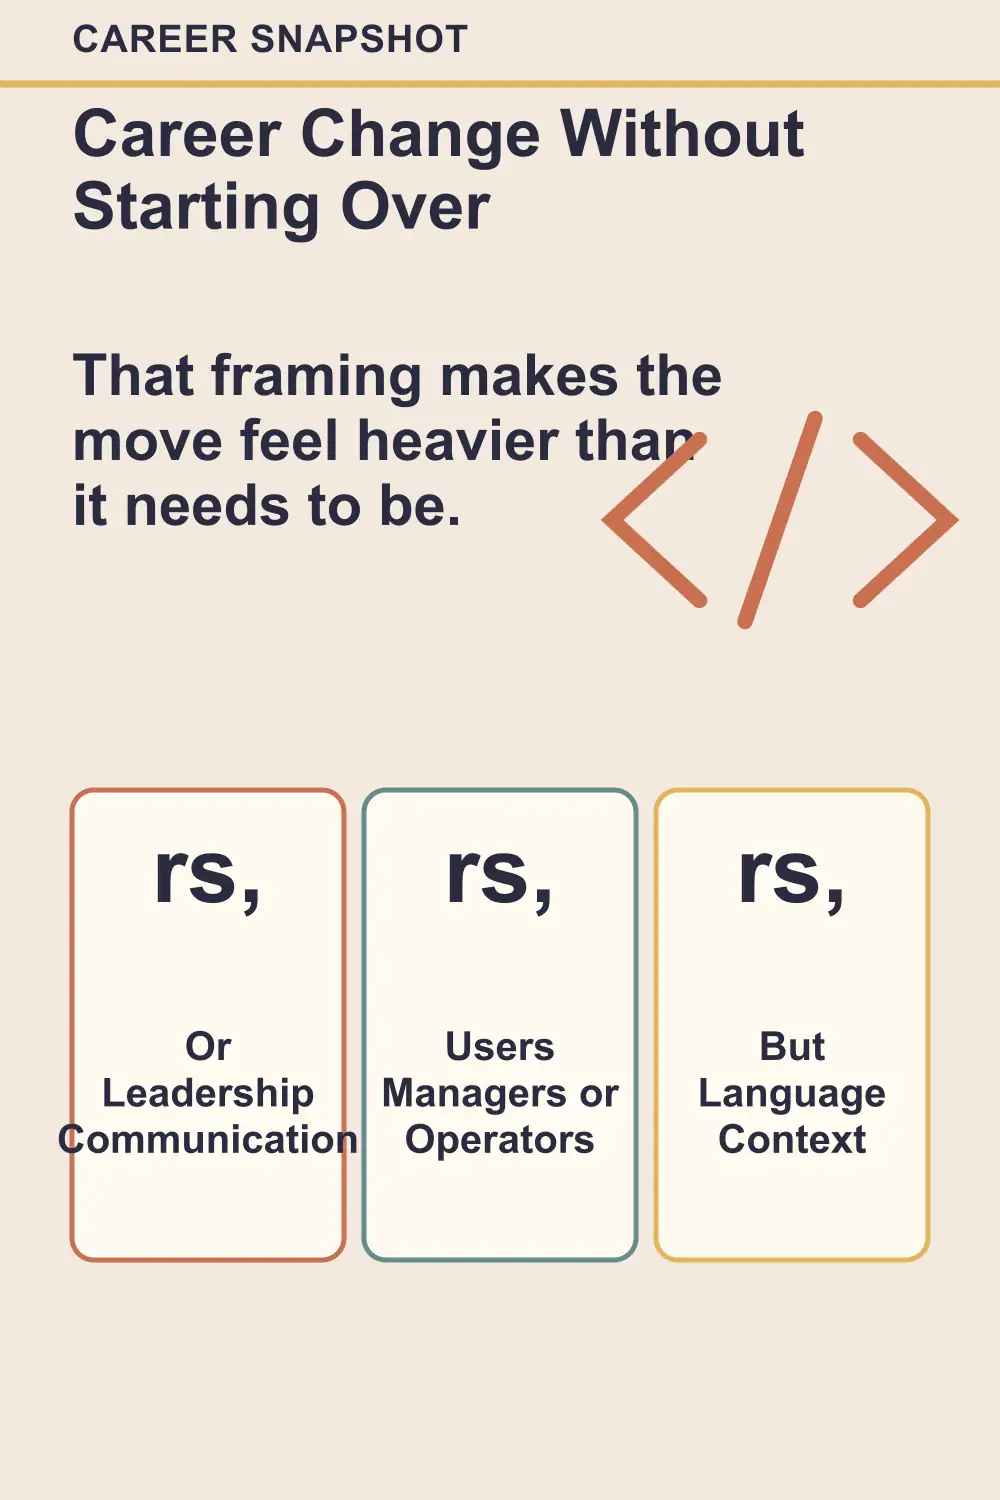 CAREER SNAPSHOT
Career Change Without
Starting Over
That framing makes the
move feel heavier than
it needs to be.
rs,
Or
Leadership
Communication
rs,
Users
Managers or
Operators
rs,
But
Language
Context